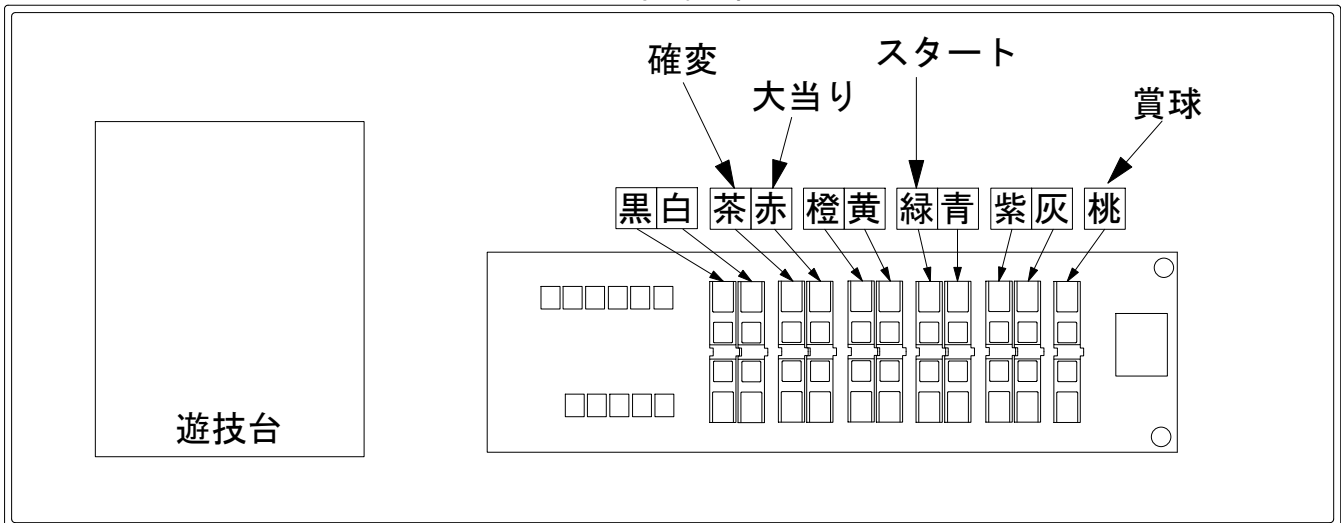 スタート
確変
大当り
賞球
黒 白 茶 赤 橙 黄 緑 青 紫 灰 桃
遊技台